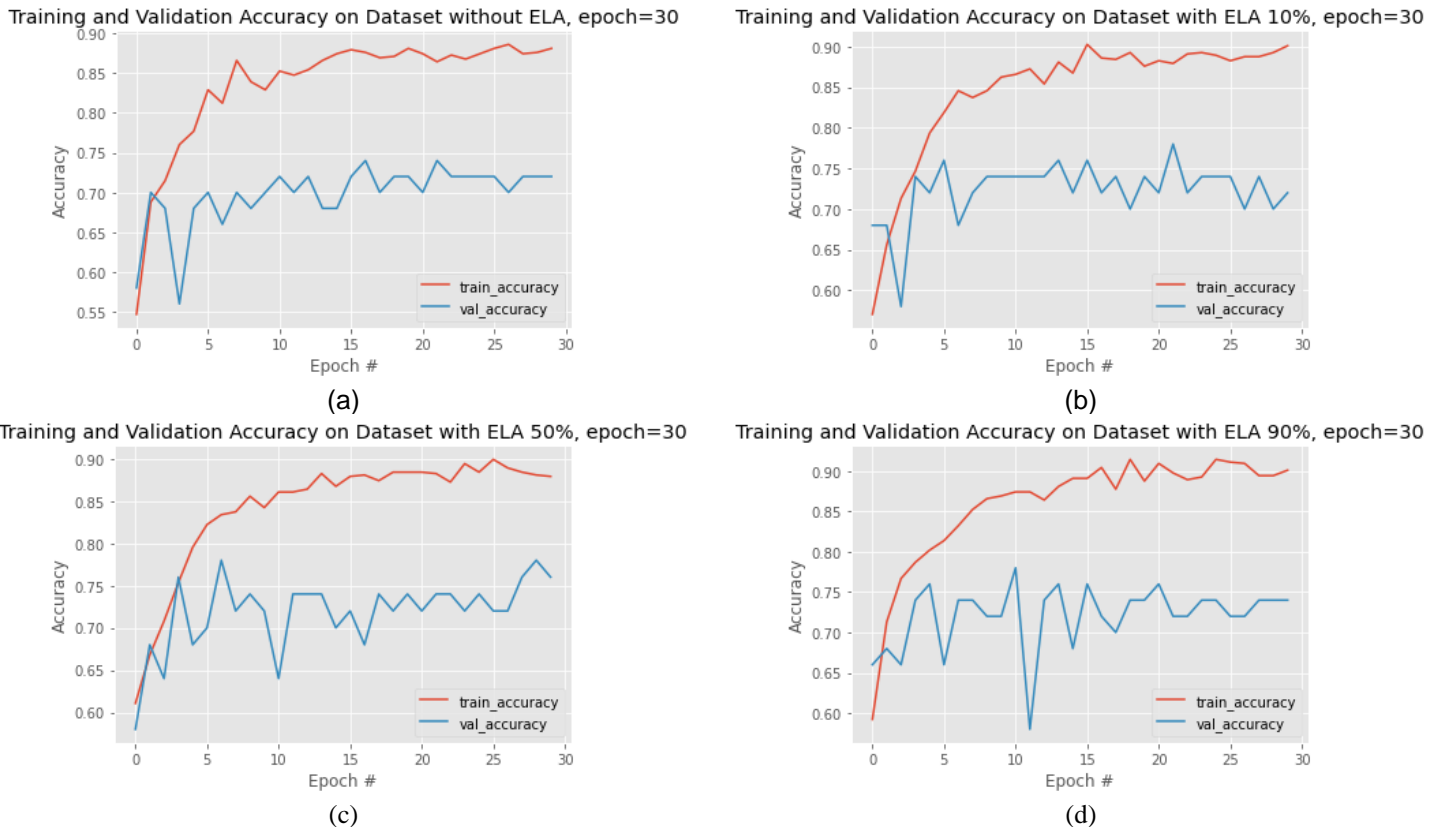 Training and Validation Accuracy on Dataset without ELA, epoch=30
0.90
0.85
0.80
0.75
0.70
0.65
0.60
0.55
Accuracy
train_accuracy
val_accuracy
0 5 10 15 20 25 30
Epoch #
(a)
Training and Validation Accuracy on Dataset with ELA 10%, epoch=30
0.90
0.85
0.80
0.75
0.70
0.65
0.60
Accuracy
train_accuracy
val_accuracy
0 5 10 15 20 25 30
Epoch #
(b)
Training and Validation Accuracy on Dataset with ELA 50%, epoch=30
0.90
0.85
0.80
0.75
0.70
0.65
0.60
Accuracy
train_accuracy
val_accuracy
0 5 10 15 20 25 30
Epoch #
(c)
Training and Validation Accuracy on Dataset with ELA 90%, epoch=30
0.90
0.85
0.80
0.75
0.70
0.65
0.60
Accuracy
train_accuracy
val_accuracy
0 5 10 15 20 25 30
Epoch #
(d)